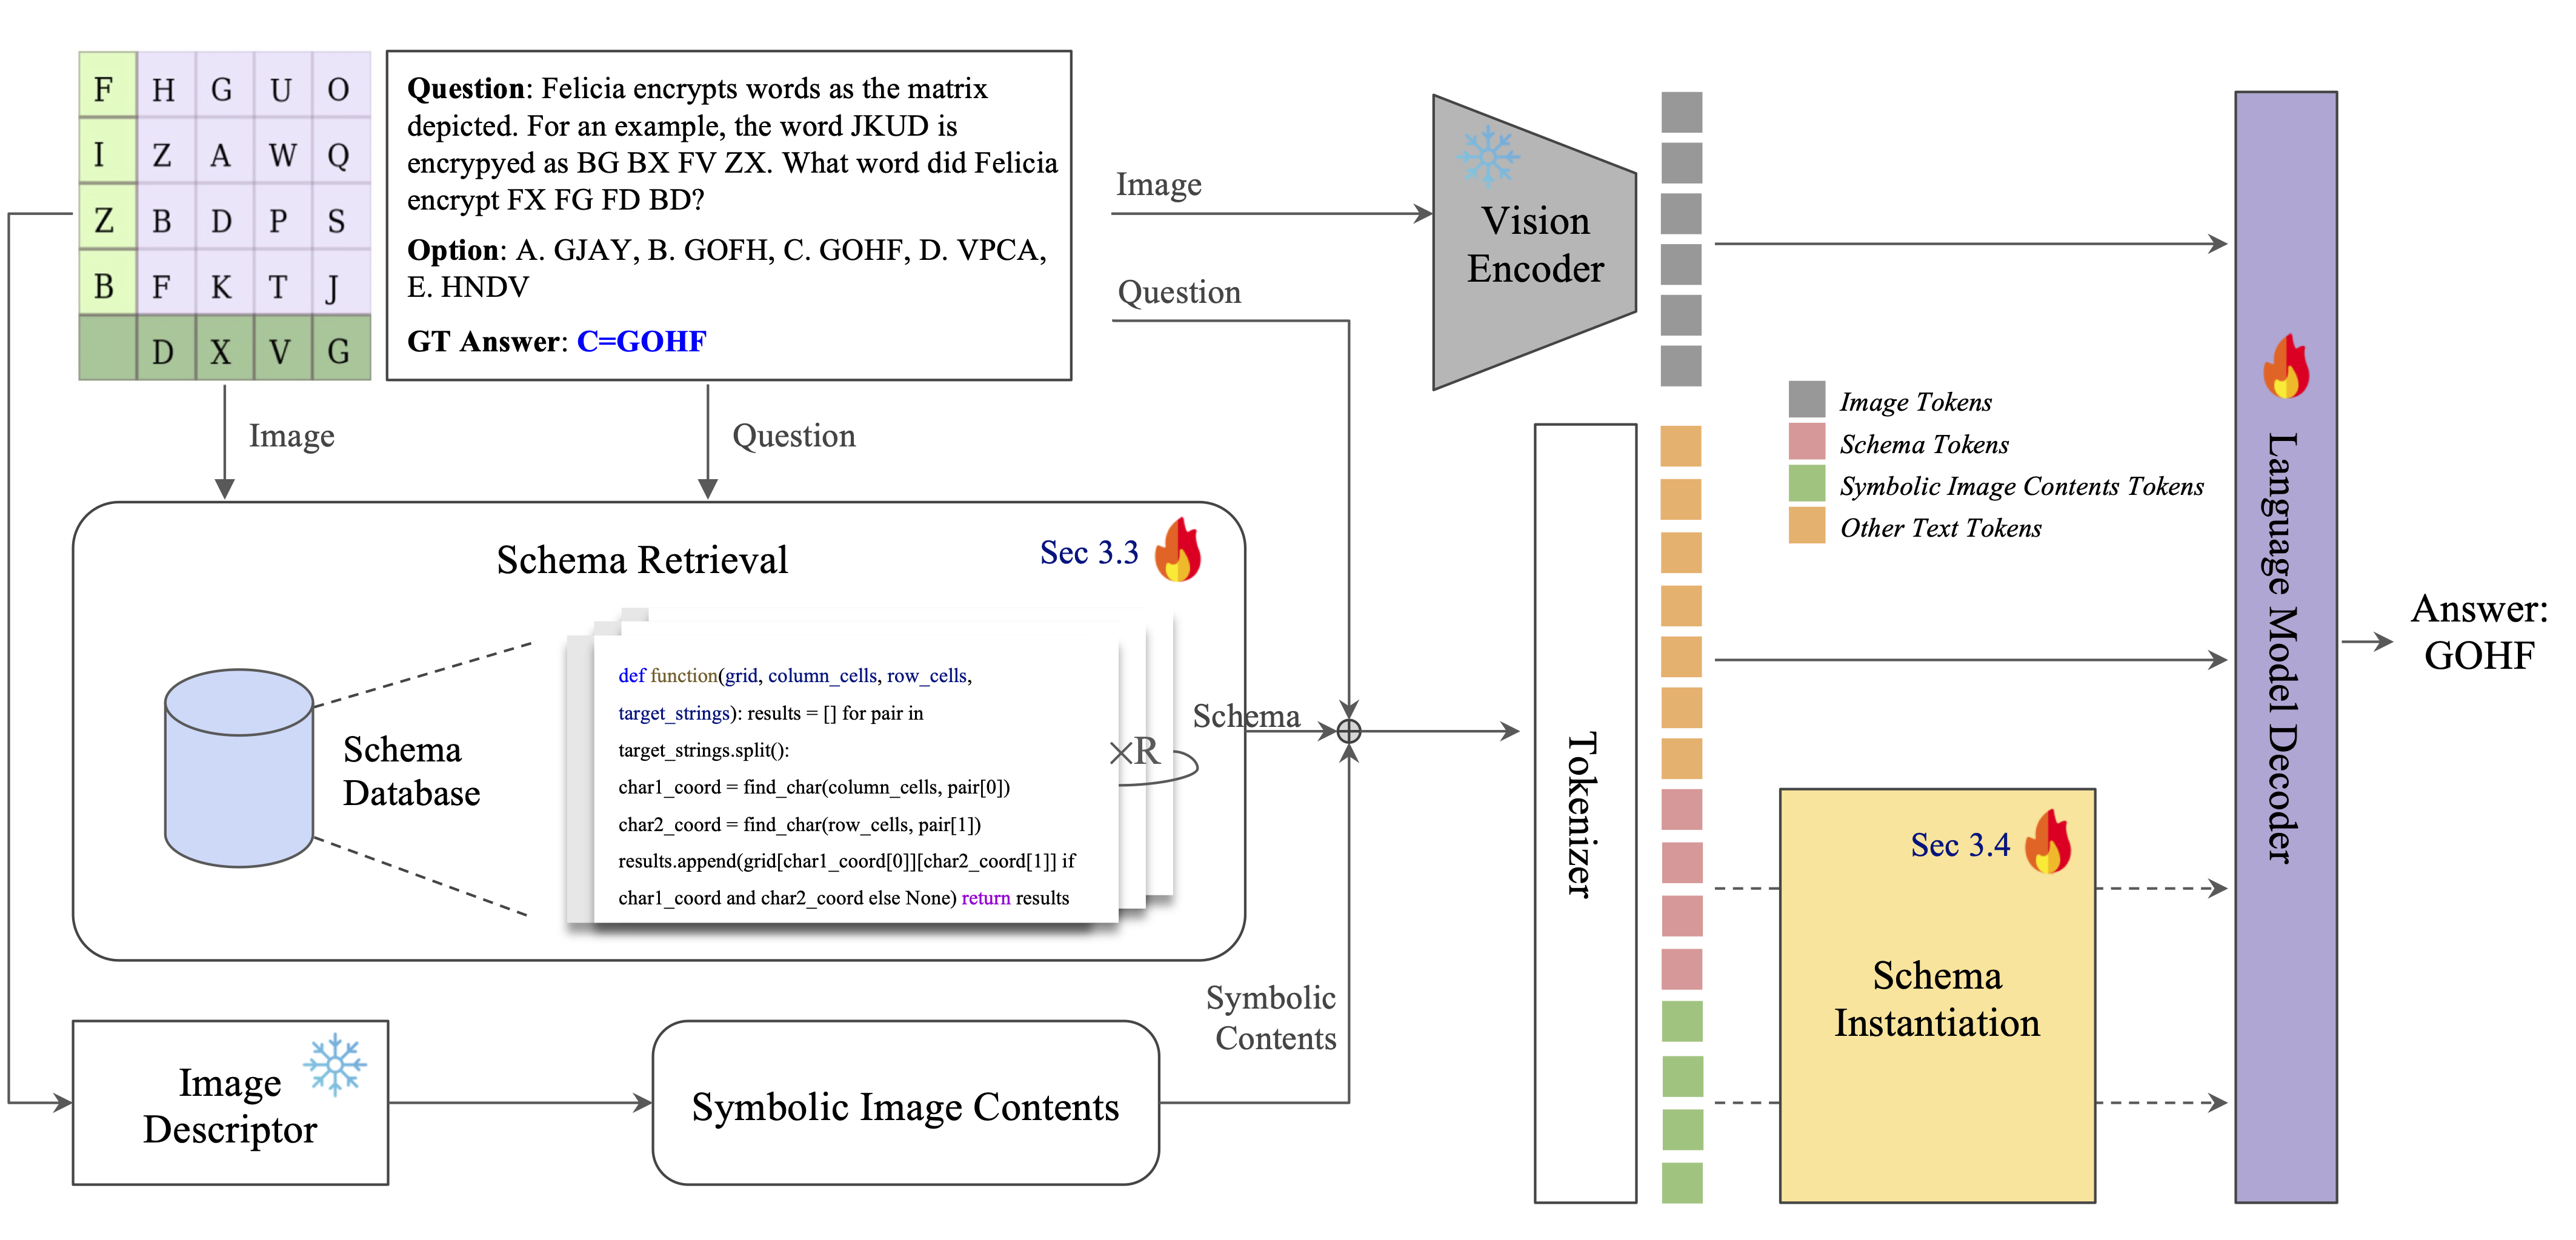 F H G U O
I Z A W Q
Z B D P S
B F K T J
D X V G
Question: Felicia encrypts words as the matrix
depicted. For an example, the word JKUD is
encrypyed as BG BX FV ZX. What word did Felicia
encrypt FX FG FD BD?
Option: A. GJAY, B. GOFH, C. GOHF, D. VPCA,
E. HNDV
GT Answer: C=GOHF
Image
Question
Image
Question
Vision
Encoder
Image Tokens
Schema Tokens
Symbolic Image Contents Tokens
Other Text Tokens
Schema Retrieval
Sec 3.3
Schema
Database
def function(grid, column_cells, row_cells,
target_strings): results = [] for pair in
target_strings.split():
char1_coord = find_char(column_cells, pair[0])
char2_coord = find_char(row_cells, pair[1])
results.append(grid[char1_coord[0]][char2_coord[1]] if
char1_coord and char2_coord else None) return results
×R
Schema
Tokenizer
Sec 3.4
Schema
Instantiation
Language Model Decoder
Answer:
GOHF
Image
Descriptor
Symbolic Image Contents
Symbolic
Contents